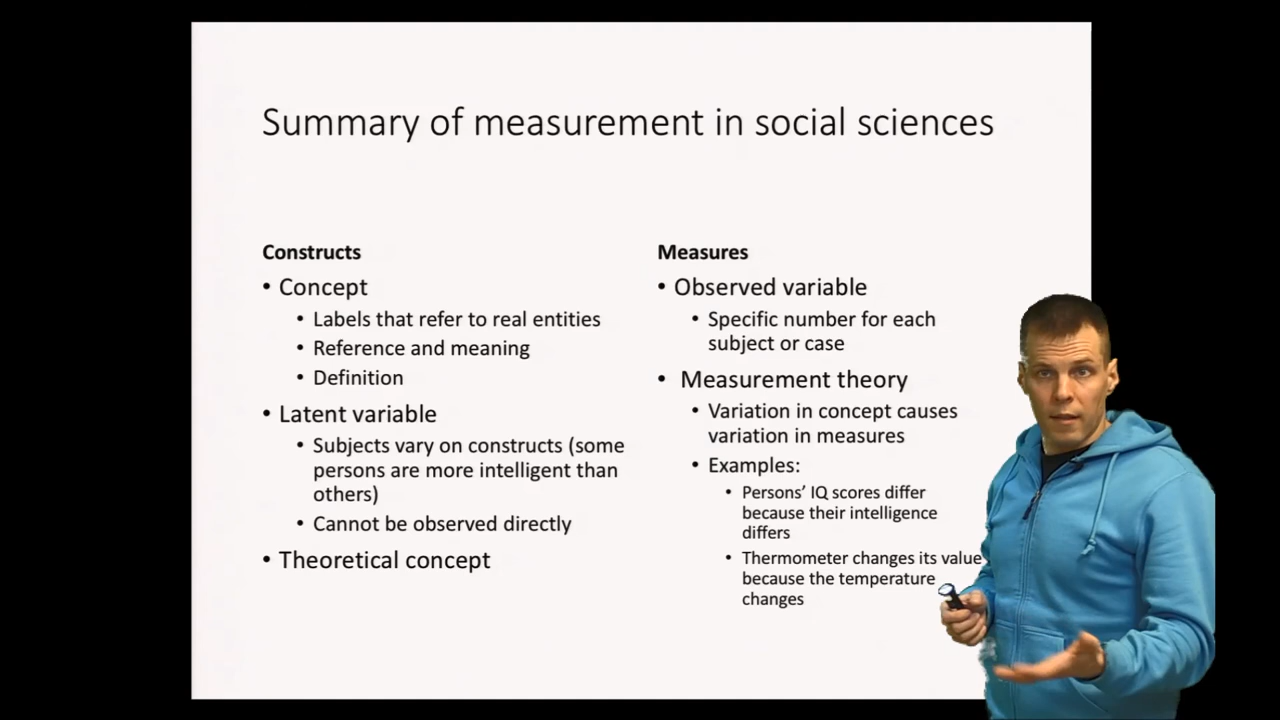 Summary of measurement in social sciences
Constructs
• Concept
• Labels that refer to real entities
• Reference and meaning
• Definition
• Latent variable
• Subjects vary on constructs (some
persons are more intelligent than
others)
• Cannot be observed directly
• Theoretical concept
Measures
• Observed variable
• Specific number for each
subject or case
• Measurement theory
• Variation in concept causes
variation in measures
• Examples:
• Persons’ IQ scores differ
because their intelligence
differs
• Thermometer changes its value
because the temperature
changes